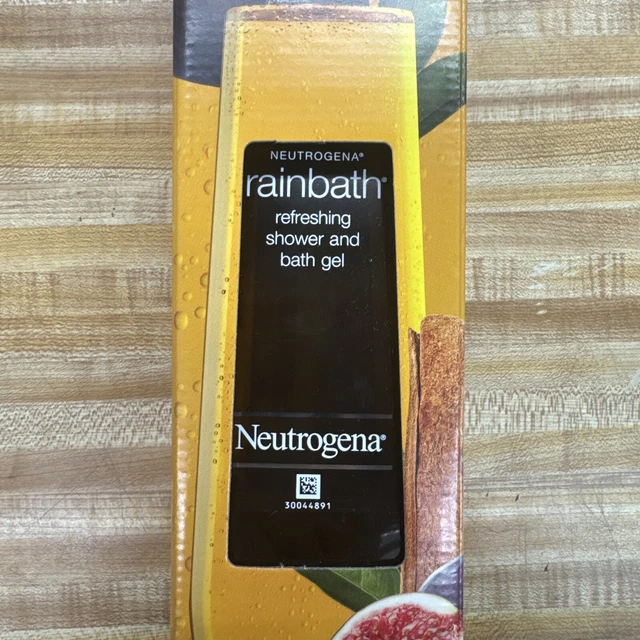 NEUTROGENA®
rainbath®
refreshing
shower and
bath gel
Neutrogena®
30044891